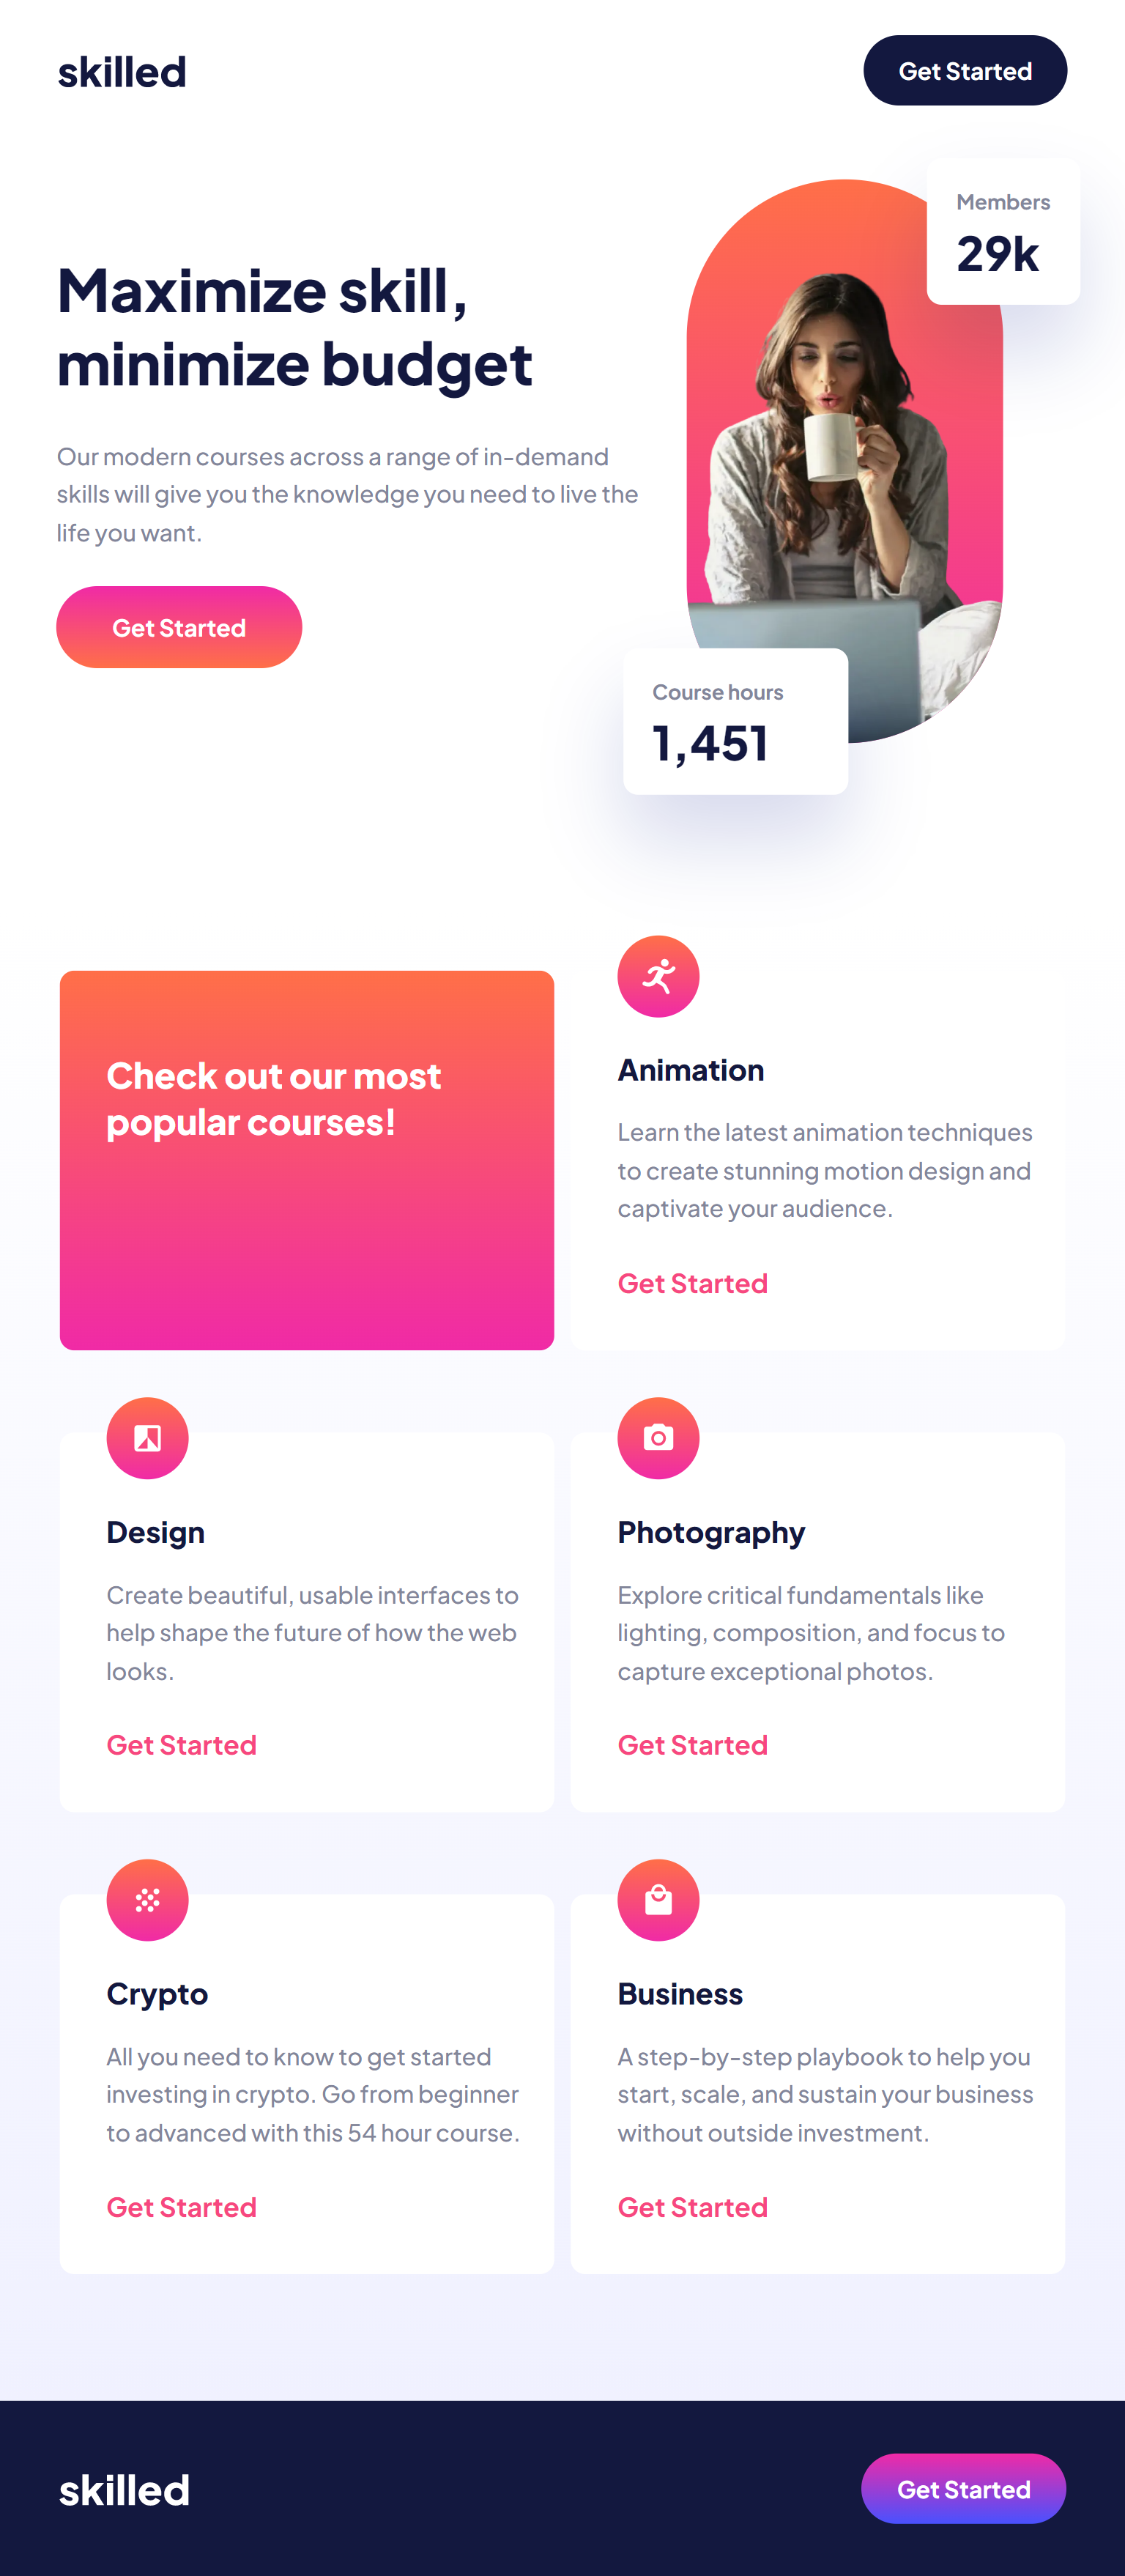 skilled
Get Started
Members
29k
Maximize skill,
minimize budget
Our modern courses across a range of in-demand
skills will give you the knowledge you need to live the
life you want.
Get Started
Course hours
1,451
Check out our most
popular courses!
Animation
Learn the latest animation techniques
to create stunning motion design and
captivate your audience.
Get Started
Design
Create beautiful, usable interfaces to
help shape the future of how the web
looks.
Get Started
Photography
Explore critical fundamentals like
lighting, composition, and focus to
capture exceptional photos.
Get Started
Crypto
All you need to know to get started
investing in crypto. Go from beginner
to advanced with this 54 hour course.
Get Started
Business
A step-by-step playbook to help you
start, scale, and sustain your business
without outside investment.
Get Started
skilled
Get Started